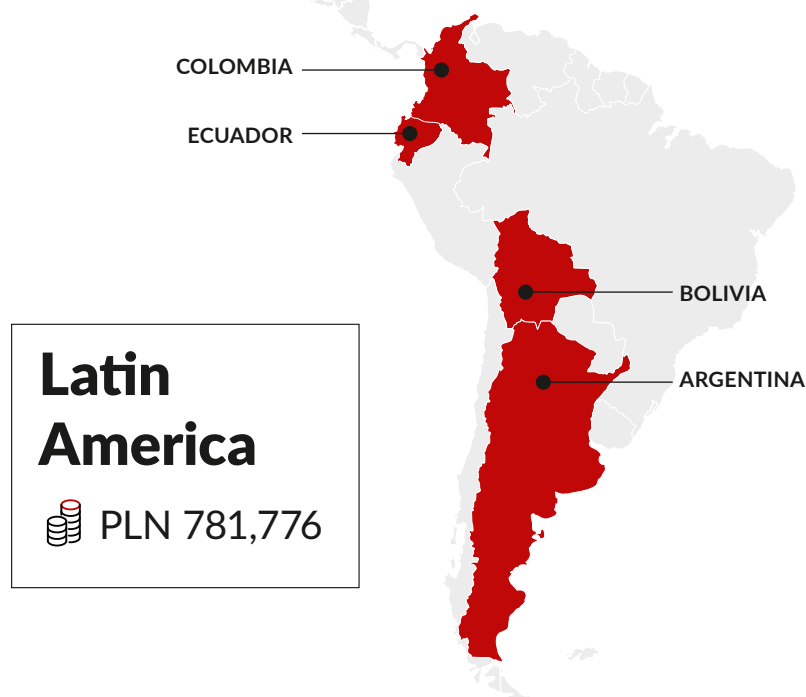 COLOMBIA
ECUADOR
BOLIVIA
ARGENTINA
Latin
America
PLN 781,776